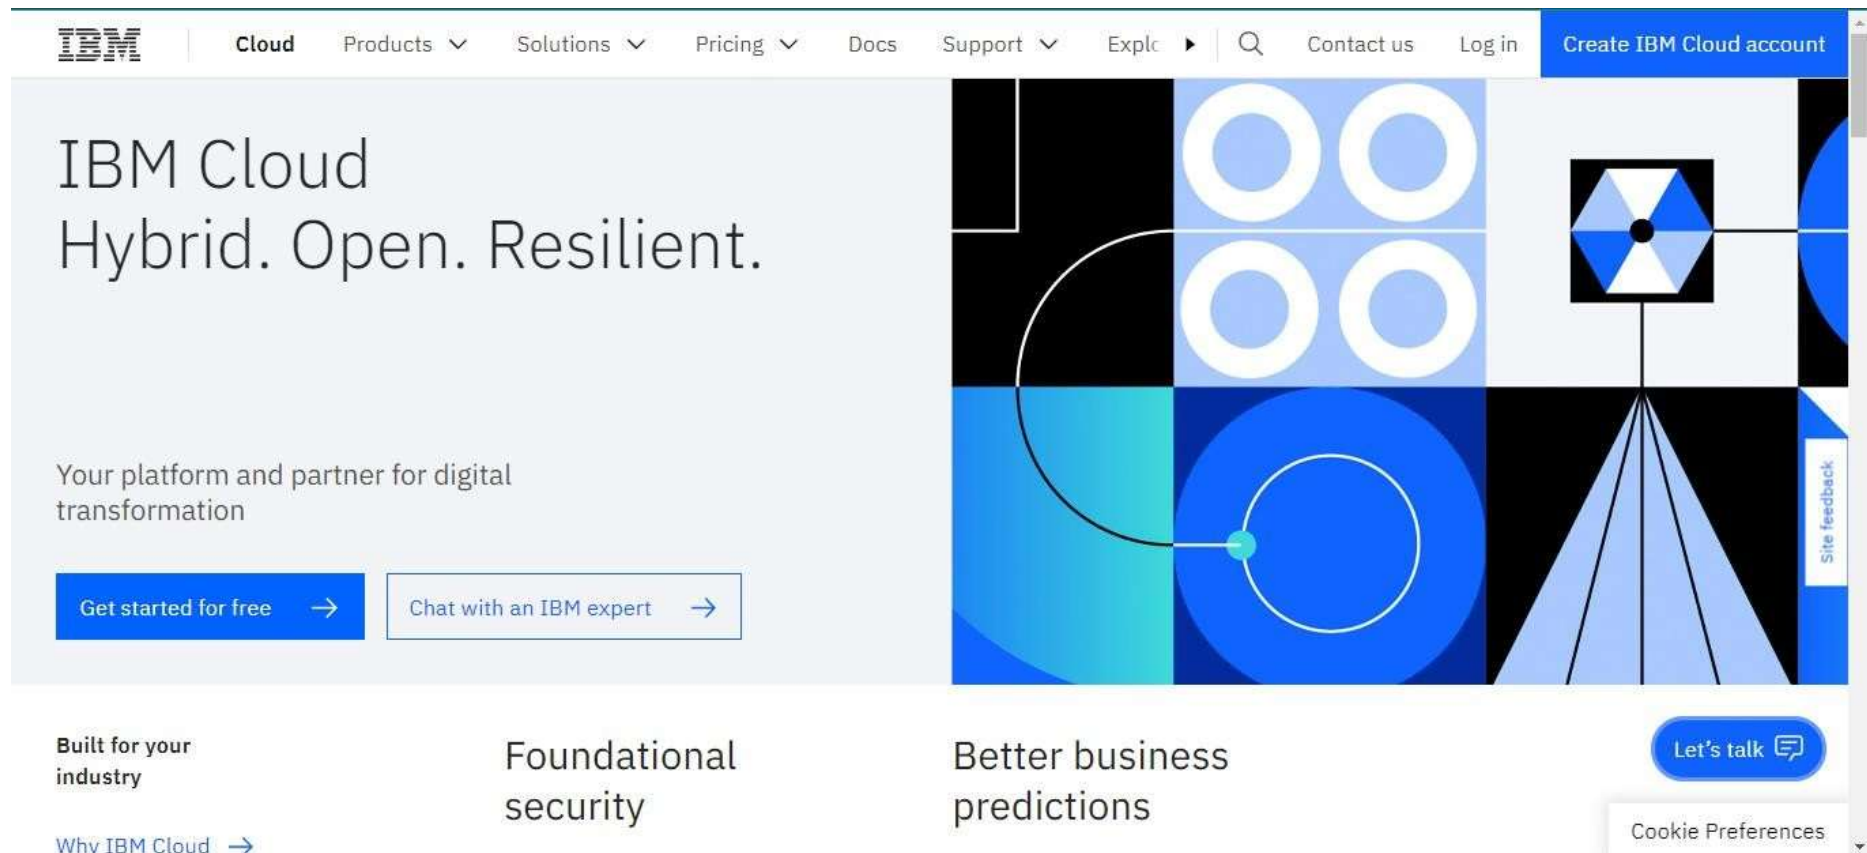 IBM Cloud Products Solutions Pricing Docs Support Explo Contact us Log in Create IBM Cloud account
IBM Cloud
Hybrid. Open. Resilient.
Your platform and partner for digital
transformation
Get started for free Chat with an IBM expert
Site feedback
Built for your
industry
Why IBM Cloud
Foundational
security
Better business
predictions
Let's talk
Cookie Preferences